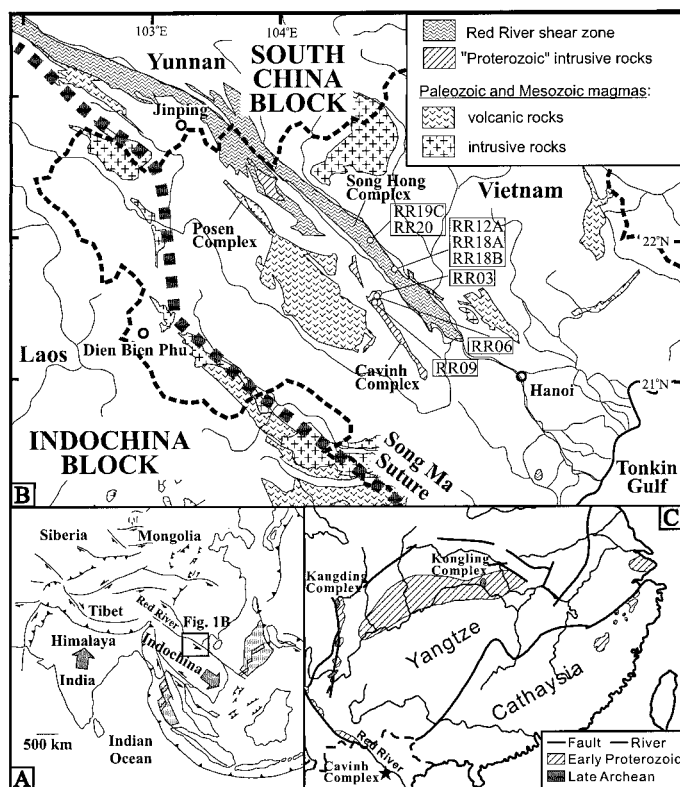 103°E
104°E
Yunnan
SOUTH
CHINA
BLOCK
Red River shear zone
"Proterozoic" intrusive rocks
Paleozoic and Mesozoic magmas:
volcanic rocks
intrusive rocks
Jinping
Song Hong
Complex
Vietnam
RR19C
RR20
RR12A
RR18A
RR18B
RR03
22°N
Posen
Complex
Laos
Dien Bien Phu
RR06
RR09
Cavinh
Complex
Hanoi
21°N
INDOCHINA
BLOCK
Song Ma
Suture
Tonkin
Gulf
B
Siberia
Mongolia
Tibet
Red River
Fig. 1B
Himalaya
India
Indochina
500 km
Indian
Ocean
A
C
Kangding
Complex
Kongling
Complex
Yangtze
Cathaysia
Red River
Cavinh
Complex
Fault
River
Early Proterozoic
Late Archean